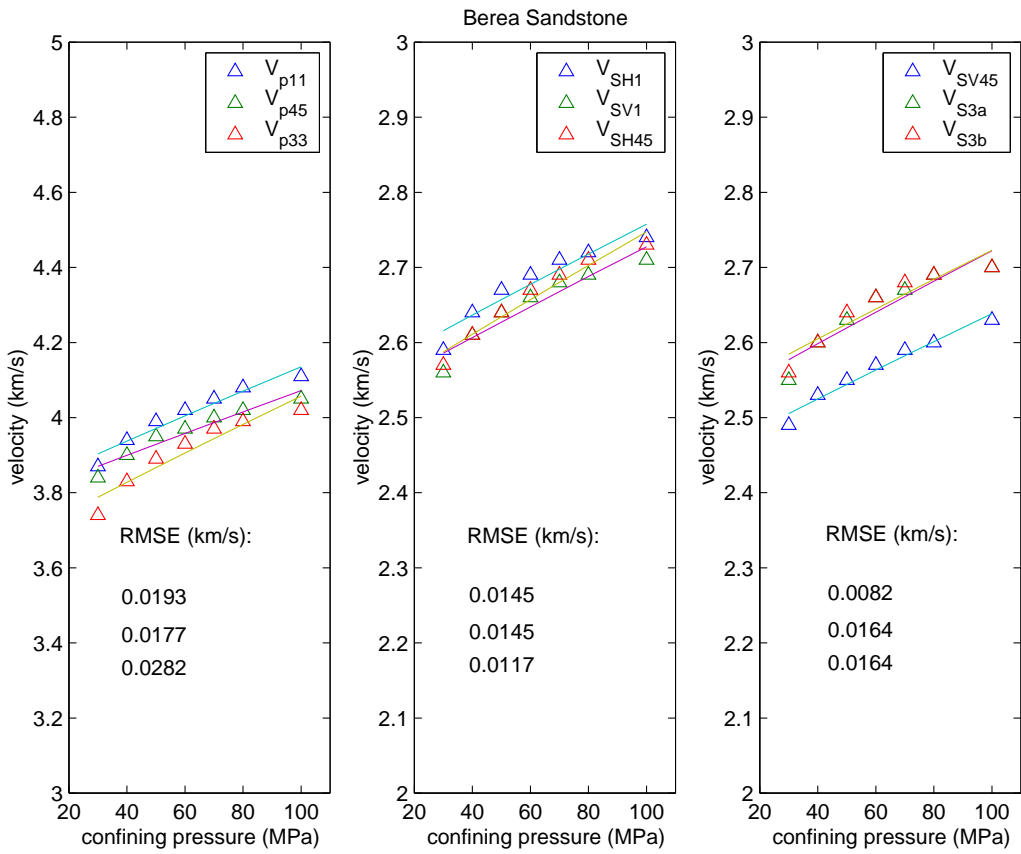 Berea Sandstone
5
4.8
4.6
4.4
4.2
4
3.8
3.6
3.4
3.2
3
velocity (km/s)
V_p11
V_p45
V_p33
RMSE (km/s):
0.0193
0.0177
0.0282
20 40 60 80 100
confining pressure (MPa)
3
2.9
2.8
2.7
2.6
2.5
2.4
2.3
2.2
2.1
2
velocity (km/s)
V_SH1
V_SV1
V_SH45
RMSE (km/s):
0.0145
0.0145
0.0117
20 40 60 80 100
confining pressure (MPa)
3
2.9
2.8
2.7
2.6
2.5
2.4
2.3
2.2
2.1
2
velocity (km/s)
V_SV45
V_S3a
V_S3b
RMSE (km/s):
0.0082
0.0164
0.0164
20 40 60 80 100
confining pressure (MPa)